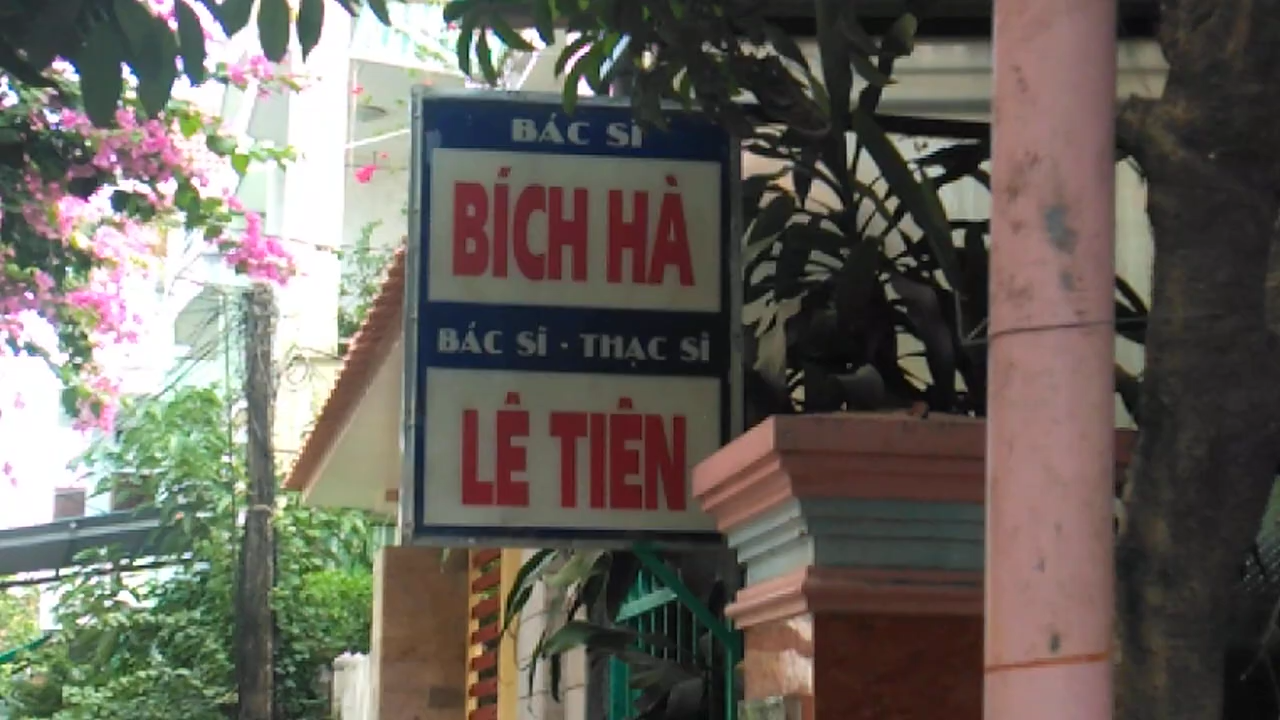 BÁC SĨ
BÍCH HÀ
BÁC SĨ - THẠC SĨ
LÊ TIÊN